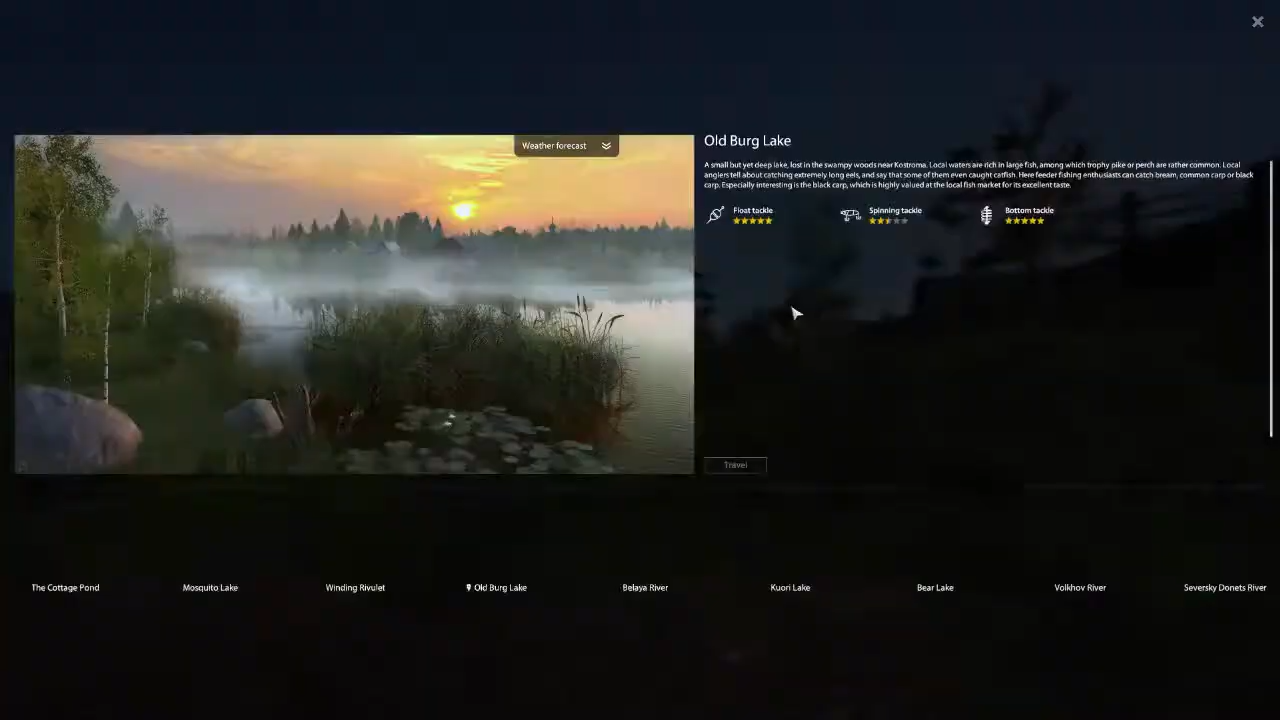 Weather forecast
Old Burg Lake
A small but yet deep lake, lost in the swampy woods near Kostroma. Local waters are rich in large fish, among which trophy pike or perch are rather common. Local
anglers tell about catching extremely long eels, and say that some of them even caught catfish. Here feeder fishing enthusiasts can catch bream, common carp or black
carp. Especially interesting is the black carp, which is highly valued at the local fish market for its excellent taste.
Float tackle
Spinning tackle
Bottom tackle
Travel
The Cottage Pond
Mosquito Lake
Winding Rivulet
Old Burg Lake
Belaya River
Kuori Lake
Bear Lake
Volkhov River
Seversky Donets River